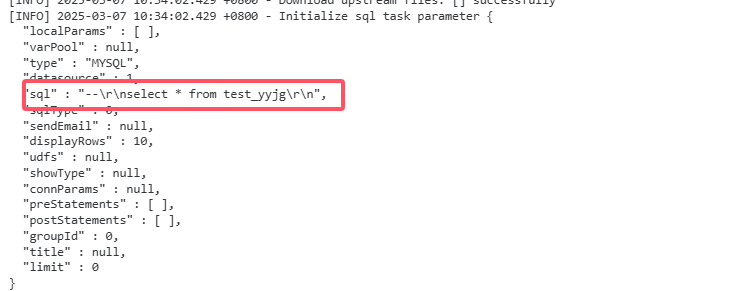 [INFO] 2025-03-07 10:34:02.429 +0800 - Download upstream files: [] successfully
[INFO] 2025-03-07 10:34:02.429 +0800 - Initialize sql task parameter {
"localParams" : [ ],
"varPool" : null,
"type" : "MYSQL",
"datasource" : 1,
"sql" : "--\r\nselect * from test_yyjg\r\n",
"sqlType" : 0,
"sendEmail" : null,
"displayRows" : 10,
"udfs" : null,
"showType" : null,
"connParams" : null,
"preStatements" : [ ],
"postStatements" : [ ],
"groupId" : 0,
"title" : null,
"limit" : 0
}